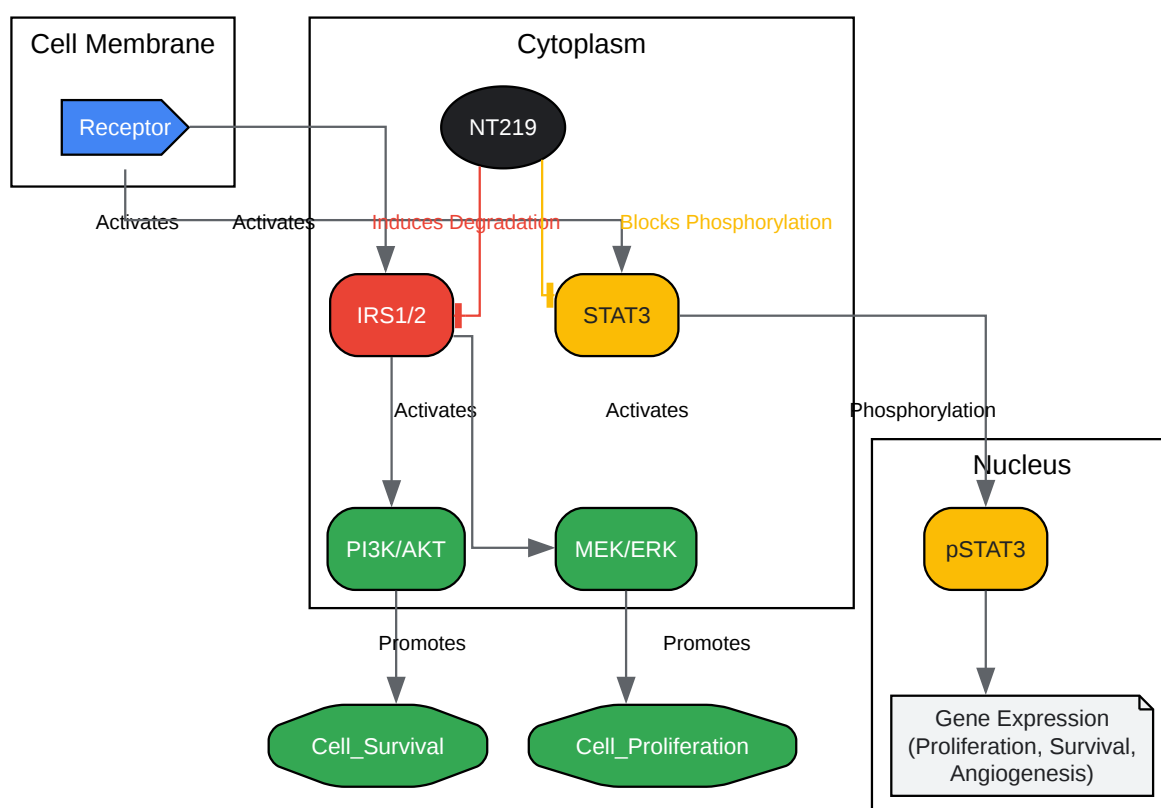 Cell Membrane
Cytoplasm
Receptor
NT219
Activates
Activates
Induces Degradation
Blocks Phosphorylation
IRS1/2
STAT3
Activates
Activates
Phosphorylation
Nucleus
PI3K/AKT
MEK/ERK
pSTAT3
Promotes
Promotes
Cell_Survival
Cell_Proliferation
Gene Expression
(Proliferation, Survival,
Angiogenesis)